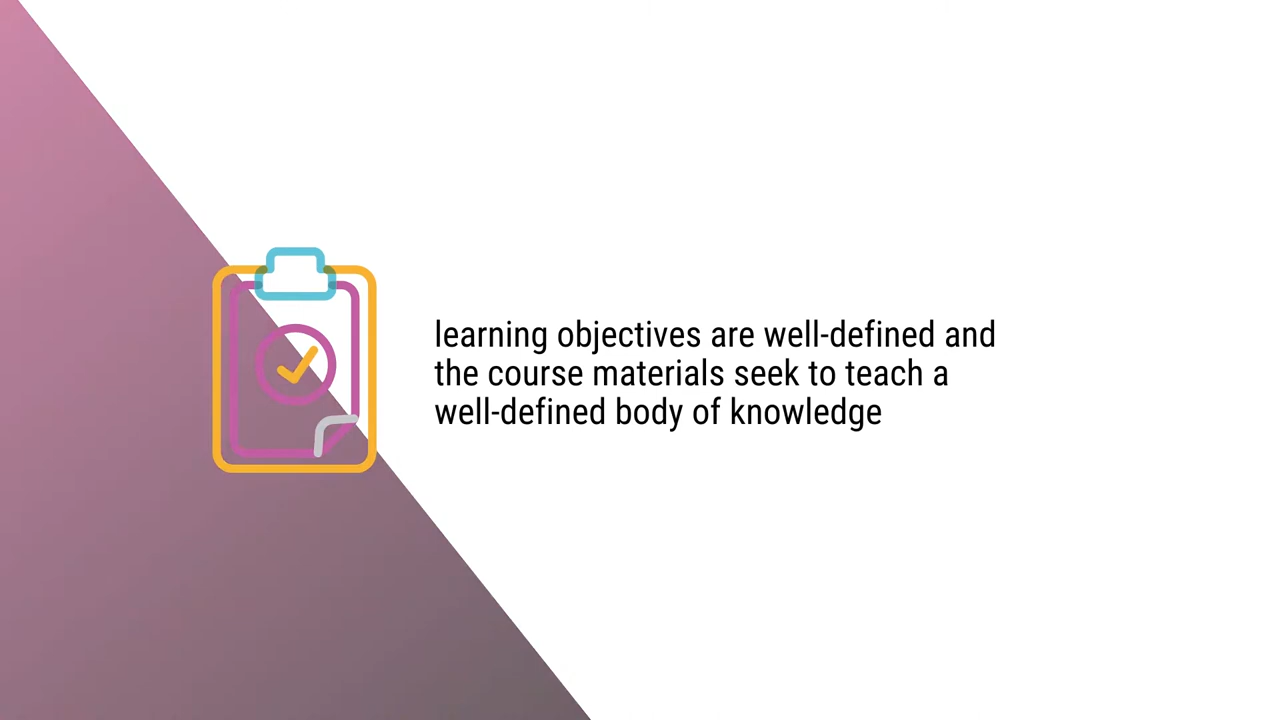 learning objectives are well-defined and
the course materials seek to teach a
well-defined body of knowledge